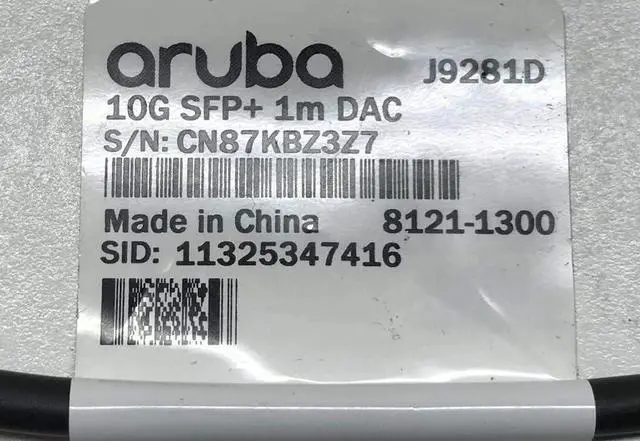 aruba J9281D
10G SFP+ 1m DAC
S/N: CN87KBZ3Z7
Made in China 8121-1300
SID: 11325347416